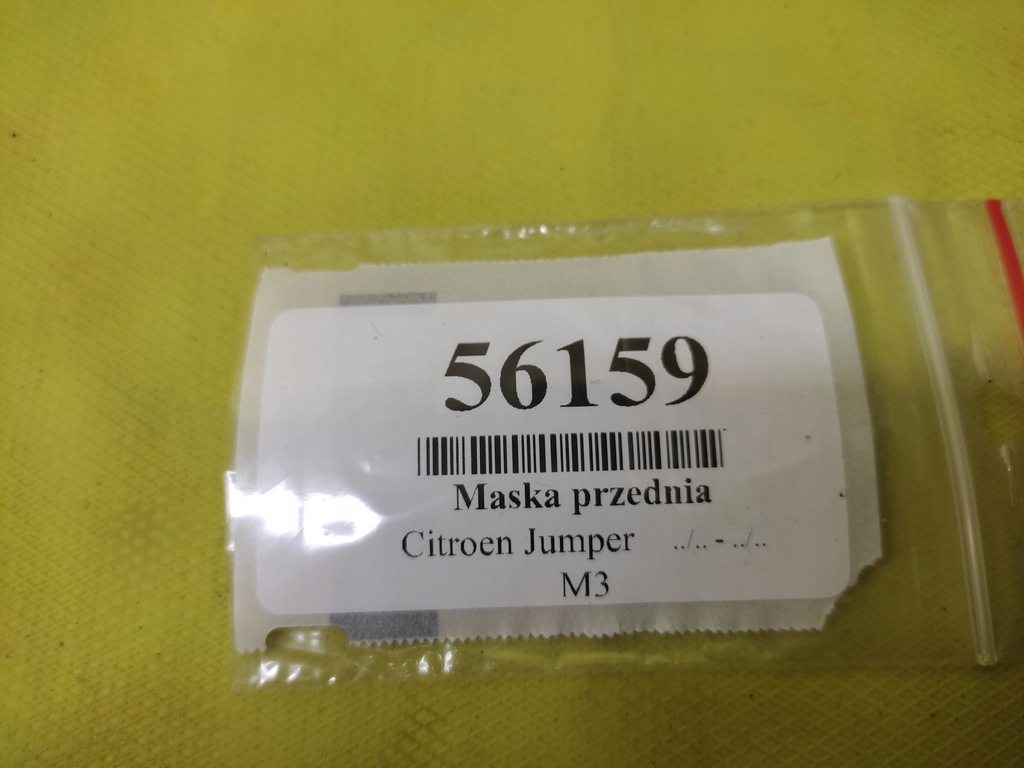 56159
Maska przednia
Citroen Jumper ../.. - ../..
M3